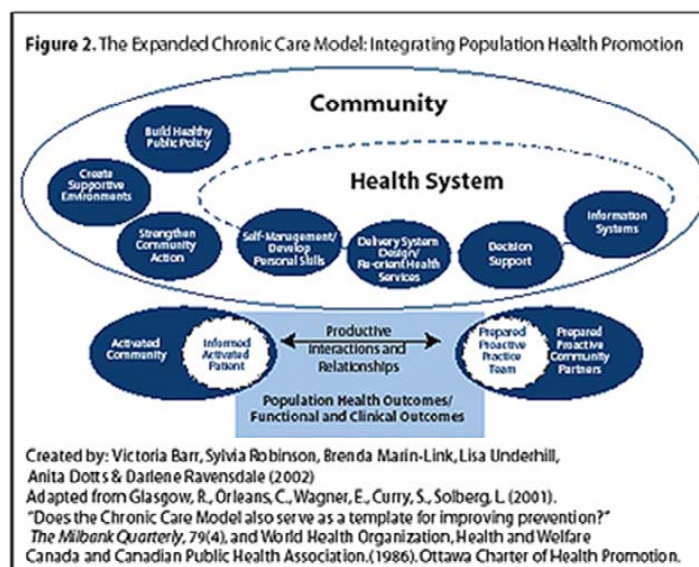 Figure 2. The Expanded Chronic Care Model: Integrating Population Health Promotion
Community
Build Healthy
Public Policy
Health System
Create
Supportive
Environments
Information
Systems
Strengthen
Community
Action
Self-Management/
Develop
Personal Skills
Delivery System
Design/
Re-orient Health
Services
Decision
Support
Activated
Community
Informed
Activated
Patient
Productive
Interactions and
Relationships
Prepared
Proactive
Practice
Team
Prepared
Proactive
Community
Partners
Population Health Outcomes/
Functional and Clinical Outcomes
Created by: Victoria Barr, Sylvia Robinson, Brenda Marin-Link, Lisa Underhill,
Anita Dotts & Darlene Ravensdale (2002)
Adapted from Glasgow, R., Orleans, C., Wagner, E., Curry, S., Solberg, L. (2001).
"Does the Chronic Care Model also serve as a template for improving prevention?"
The Milbank Quarterly, 79(4), and World Health Organization, Health and Welfare
Canada and Canadian Public Health Association. (1986). Ottawa Charter of Health Promotion.